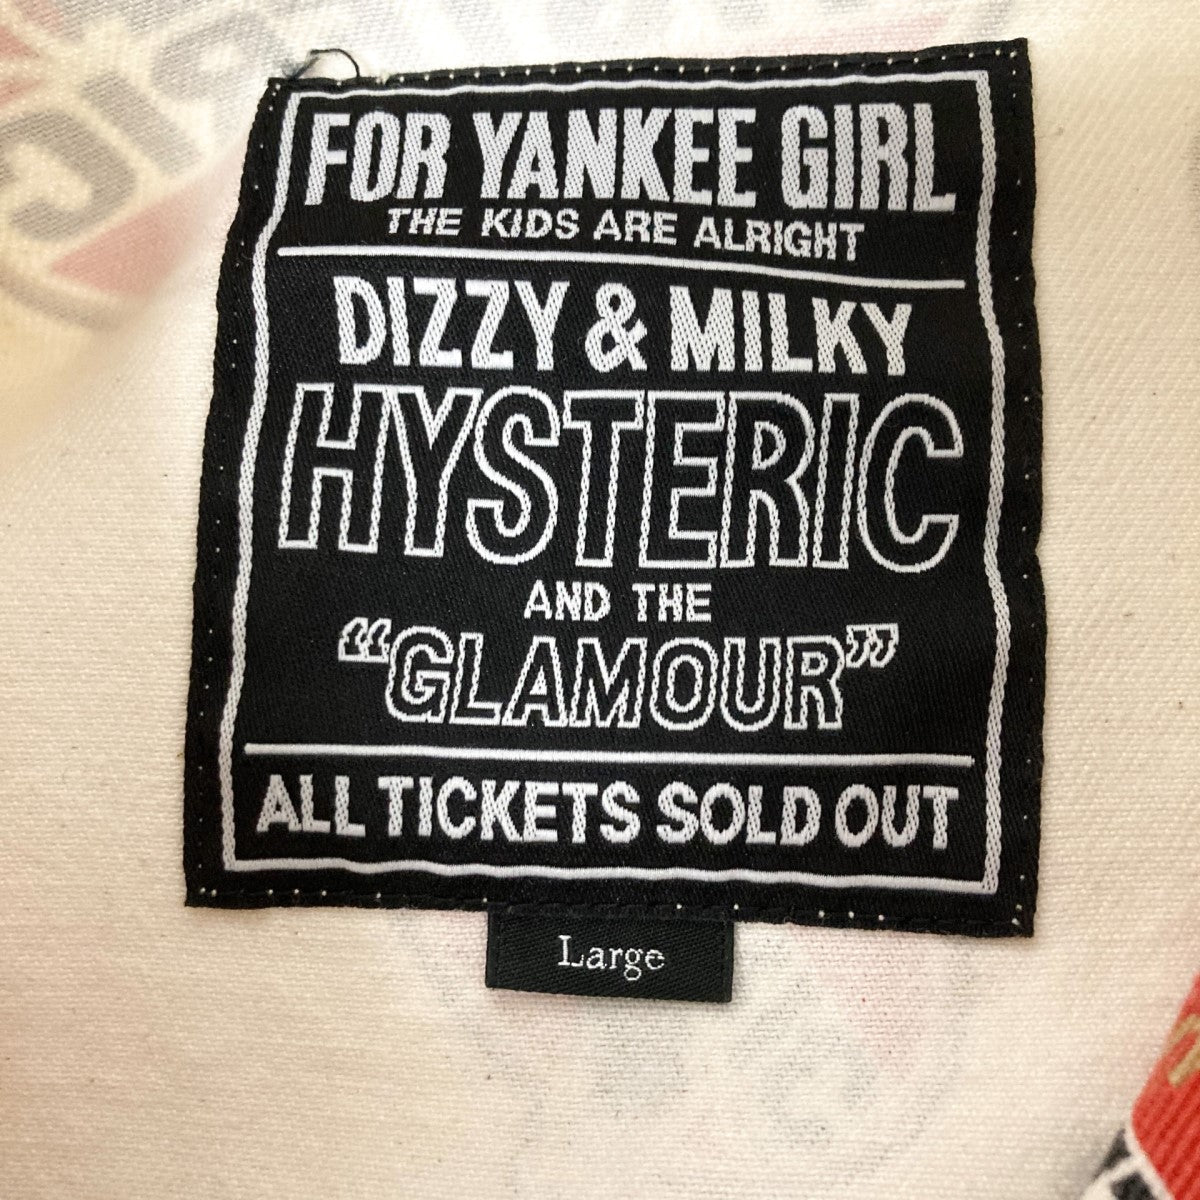 FOR YANKEE GIRL
THE KIDS ARE ALRIGHT
DIZZY & MILKY
HYSTERIC
AND THE
“GLAMOUR”
ALL TICKETS SOLD OUT
Large